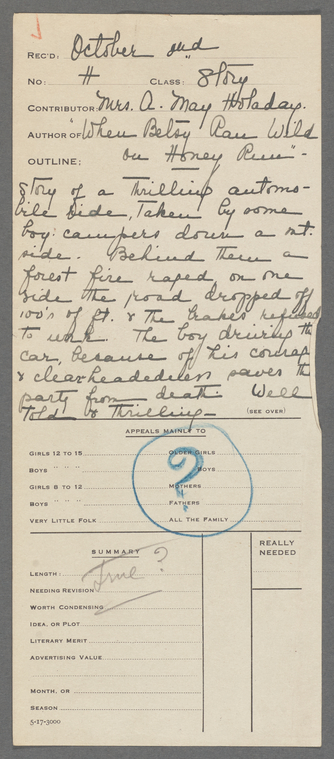 REC'D: October 2nd
NO: # CLASS: Story
CONTRIBUTOR: Mrs. A. May Holaday.
AUTHOR OF "When Betsy Ran Wild
OUTLINE: on Honey Run"-
Story of a thrilling automo-
bile ride, taken by some
boy campers down a mt.
side. Behind them a
forest fire raged, on one
side the road dropped off
100's of ft. & the brakes refused
to work. The boy driving the
car, because of his courage
& clearheadedness saves the
party from death. Well
told & thrilling-
(SEE OVER)
APPEALS MAINLY TO
GIRLS 12 TO 15 OLDER GIRLS
BOYS " " " " BOYS
GIRLS 8 TO 12 MOTHERS
BOYS " " " FATHERS
VERY LITTLE FOLK ALL THE FAMILY
?
SUMMARY
REALLY
NEEDED
LENGTH:
True ?
NEEDING REVISION
WORTH CONDENSING
IDEA, OR PLOT
LITERARY MERIT
ADVERTISING VALUE
MONTH, OR
SEASON
5-17-3000